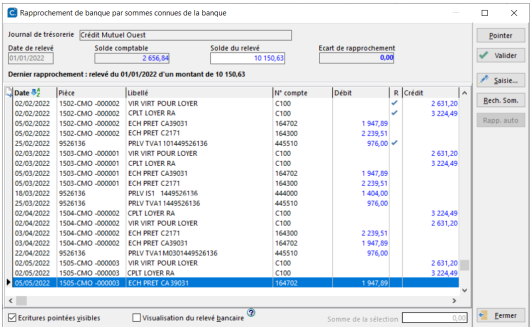 Rapprochement de banque par sommes connues de la banque
Journal de trésorerie Crédit Mutuel Ouest
Date de relevé Solde comptable Solde du relevé Ecart de rapprochement
01/01/2022 2 656,84 10 150,63 0,00
Dernier rapprochement : relevé du 01/01/2022 d'un montant de 10 150,63
Date Pièce Libellé N° compte Débit R Crédit
02/02/2022 1502-CMO -000002 VIR VIRT POUR LOYER C100 ✓ 2 631,20
02/02/2022 1502-CMO -000002 CPLT LOYER RA C100 ✓ 3 224,49
05/02/2022 1502-CMO -000002 ECH PRET CA39031 164702 1 947,89
05/02/2022 1502-CMO -000002 ECH PRET C2171 164300 2 239,51
25/02/2022 9526136 PRLV TVA1 101449526136 445510 976,00 ✓
02/03/2022 1503-CMO -000001 VIR VIRT POUR LOYER C100 2 631,20
02/03/2022 1503-CMO -000001 CPLT LOYER RA C100 3 224,49
05/03/2022 1503-CMO -000001 ECH PRET CA39031 164702 1 947,89
05/03/2022 1503-CMO -000001 ECH PRET C2171 164300 2 239,51
18/03/2022 9526136 PRLV IS1 1449526136 444000 1 404,00
25/03/2022 9526136 PRLV TVA1 1449526136 445510 976,00
02/04/2022 1504-CMO -000002 CPLT LOYER RA C100 3 224,49
02/04/2022 1504-CMO -000002 VIR VIRT POUR LOYER C100 2 631,20
03/04/2022 1504-CMO -000002 ECH PRET C2171 164300 2 239,51
03/04/2022 1504-CMO -000002 ECH PRET CA39031 164702 1 947,89
22/04/2022 9526136 PRLV TVA1M0301449526136 445510 976,00
02/05/2022 1505-CMO -000003 VIR VIRT POUR LOYER C100 2 631,20
02/05/2022 1505-CMO -000003 CPLT LOYER RA C100 3 224,49
05/05/2022 1505-CMO -000003 ECH PRET CA39031 164702 1 947,89
Ecritures pointées visibles Visualisation du relevé bancaire Somme de la sélection 0,00
Pointer
Valider
Saisie...
Rech. Som.
Rapp. auto
Fermer